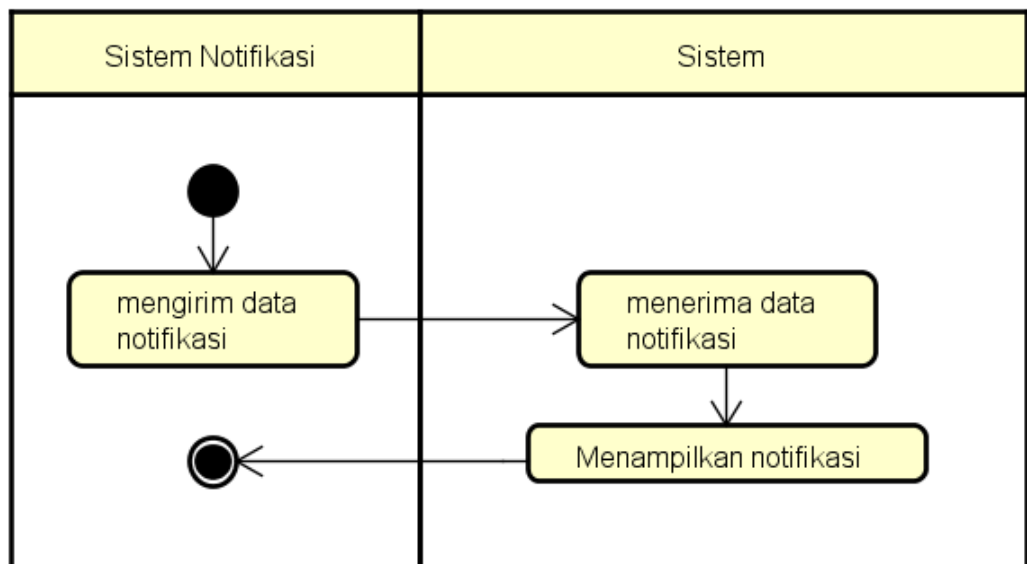 Sistem Notifikasi
Sistem
mengirim data
notifikasi
menerima data
notifikasi
Menampilkan notifikasi